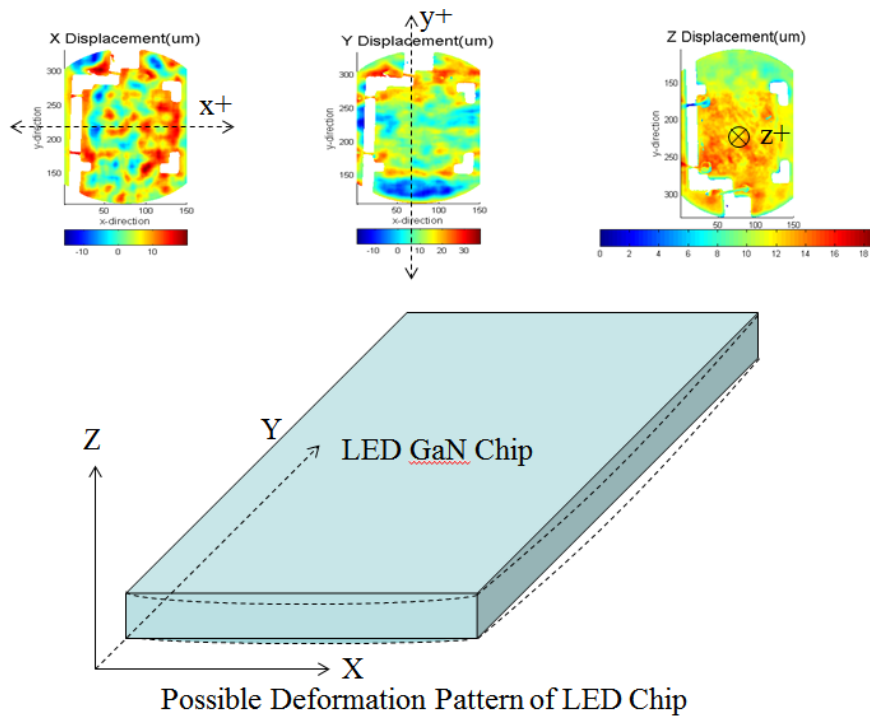 y+
X Displacement(um)
Y Displacement(um)
Z Displacement(um)
300
250
200
150
y-direction
x+
50 100 150
x-direction
-10 0 10
300
250
200
150
y-direction
50 100 150
x-direction
-10 0 10 20 30
150
200
250
300
y-direction
z+
50 100 150
x-direction
0 2 4 6 8 10 12 14 16 18
Z
Y
LED GaN Chip
X
Possible Deformation Pattern of LED Chip